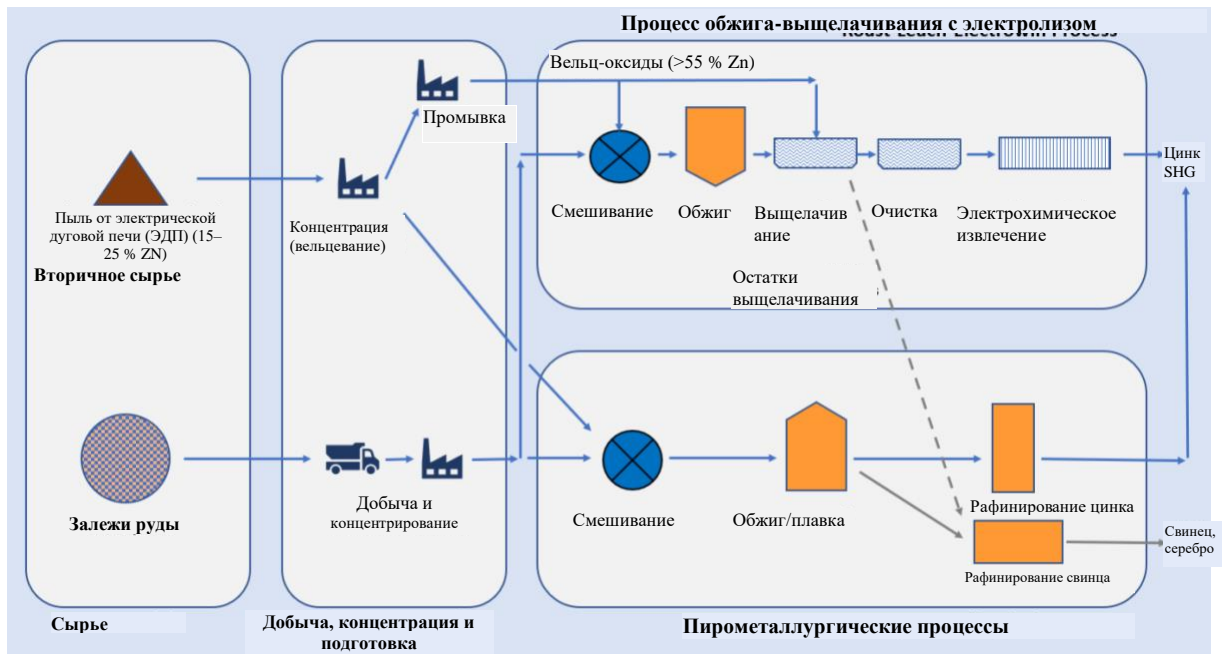 Процесс обжига-выщелачивания с электролизом
Вельц-оксиды (>55 % Zn)
Промывка
Цинк
SHG
Смешивание
Обжиг
Выщелачив
ание
Очистка
Электрохимическое
извлечение
Пыль от электрической
дуговой печи (ЭДП) (15–
25 % ZN)
Вторичное сырье
Концентрация
(вельцевание)
Остатки
выщелачивания
Залежи руды
Добыча и
концентрирование
Смешивание
Обжиг/плавка
Рафинирование цинка
Свинец,
серебро
Рафинирование свинца
Сырье
Добыча, концентрация и
подготовка
Пирометаллургические процессы